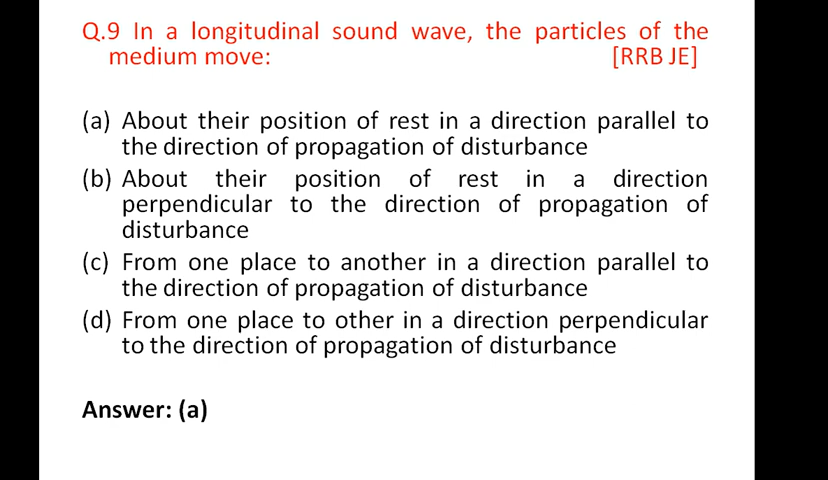 Q.9 In a longitudinal sound wave, the particles of the
medium move: [RRB JE]
(a) About their position of rest in a direction parallel to
the direction of propagation of disturbance
(b) About their position of rest in a direction
perpendicular to the direction of propagation of
disturbance
(c) From one place to another in a direction parallel to
the direction of propagation of disturbance
(d) From one place to other in a direction perpendicular
to the direction of propagation of disturbance
Answer: (a)